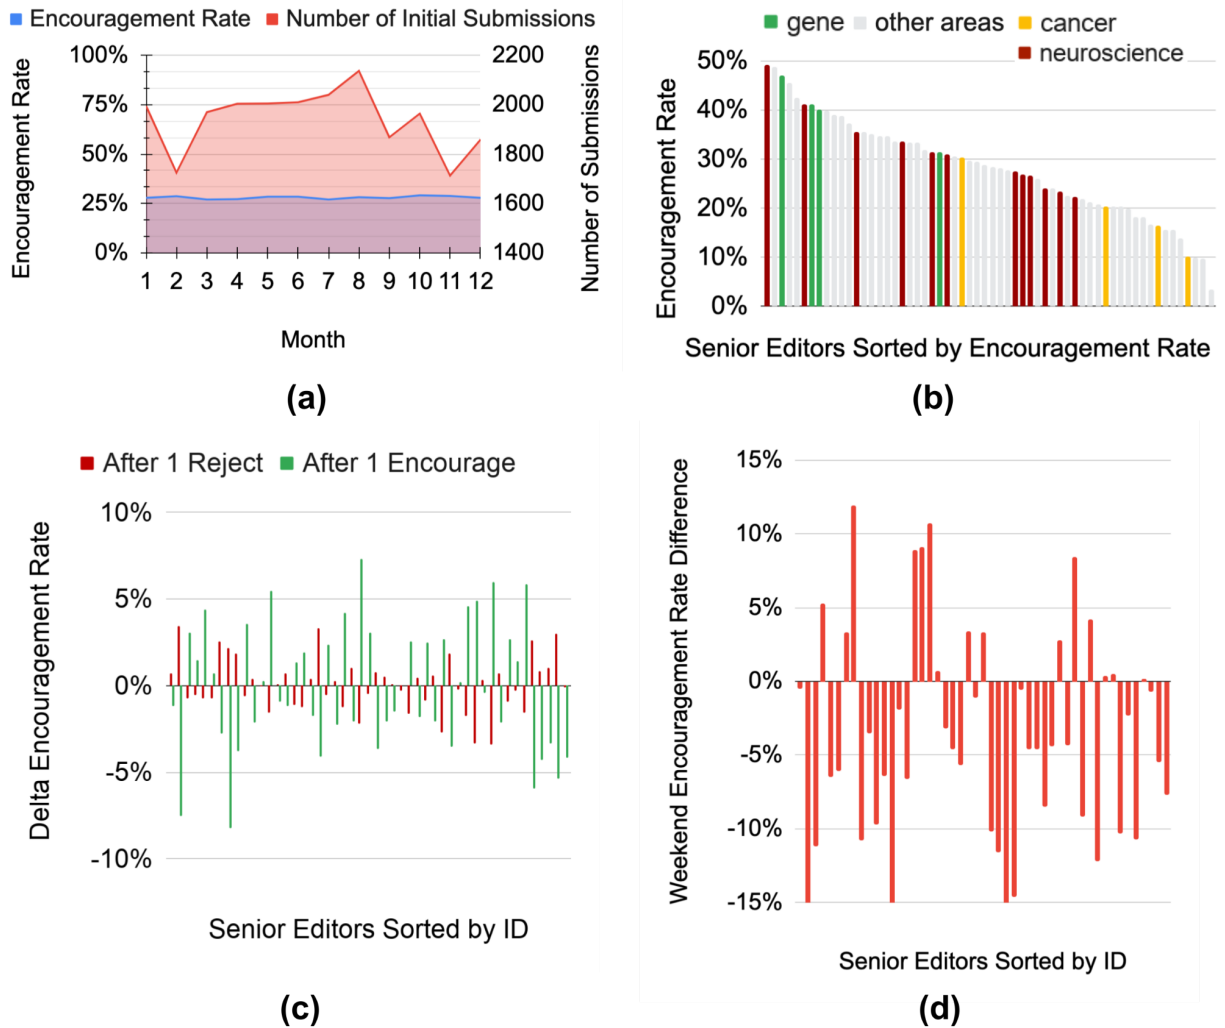 Encouragement Rate Number of Initial Submissions
Encouragement Rate
100%
75%
50%
25%
0%
2200
2000
1800
1600
1400
Number of Submissions
1 2 3 4 5 6 7 8 9 10 11 12
Month
(a)
gene other areas cancer
neuroscience
Encouragement Rate
50%
40%
30%
20%
10%
0%
Senior Editors Sorted by Encouragement Rate
(b)
After 1 Reject After 1 Encourage
Delta Encouragement Rate
10%
5%
0%
-5%
-10%
Senior Editors Sorted by ID
(c)
Weekend Encouragement Rate Difference
15%
10%
5%
0%
-5%
-10%
-15%
Senior Editors Sorted by ID
(d)